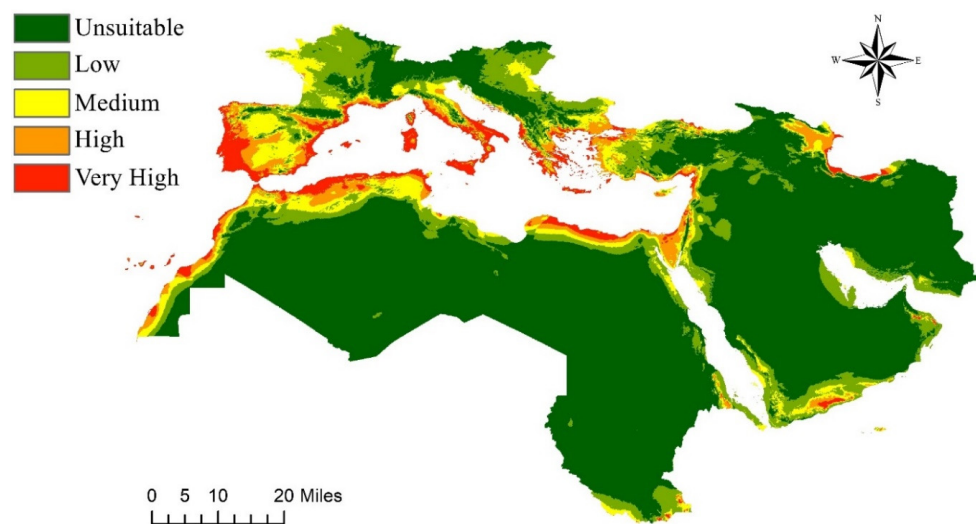 Unsuitable
Low
Medium
High
Very High
N
W E
S
0 5 10 20 Miles